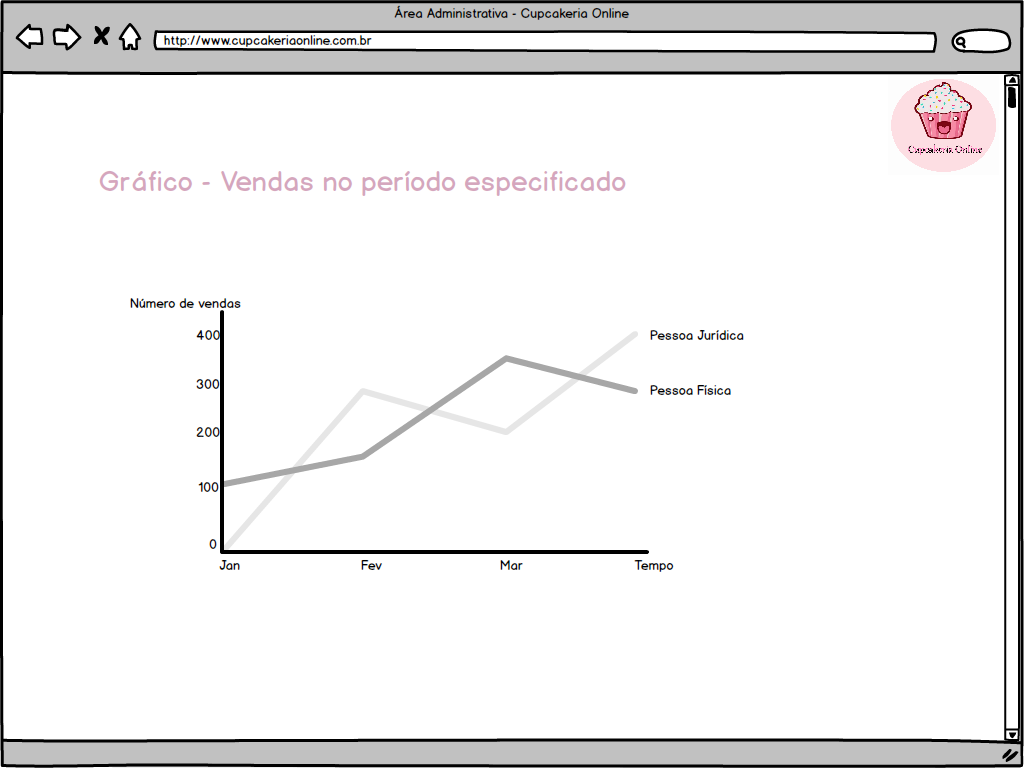 Área Administrativa - Cupcakeria Online
http://www.cupcakeriaonline.com.br
Cupcakeria Online
Gráfico - Vendas no período especificado
Número de vendas
400
300
200
100
0
Pessoa Jurídica
Pessoa Física
Jan Fev Mar Tempo